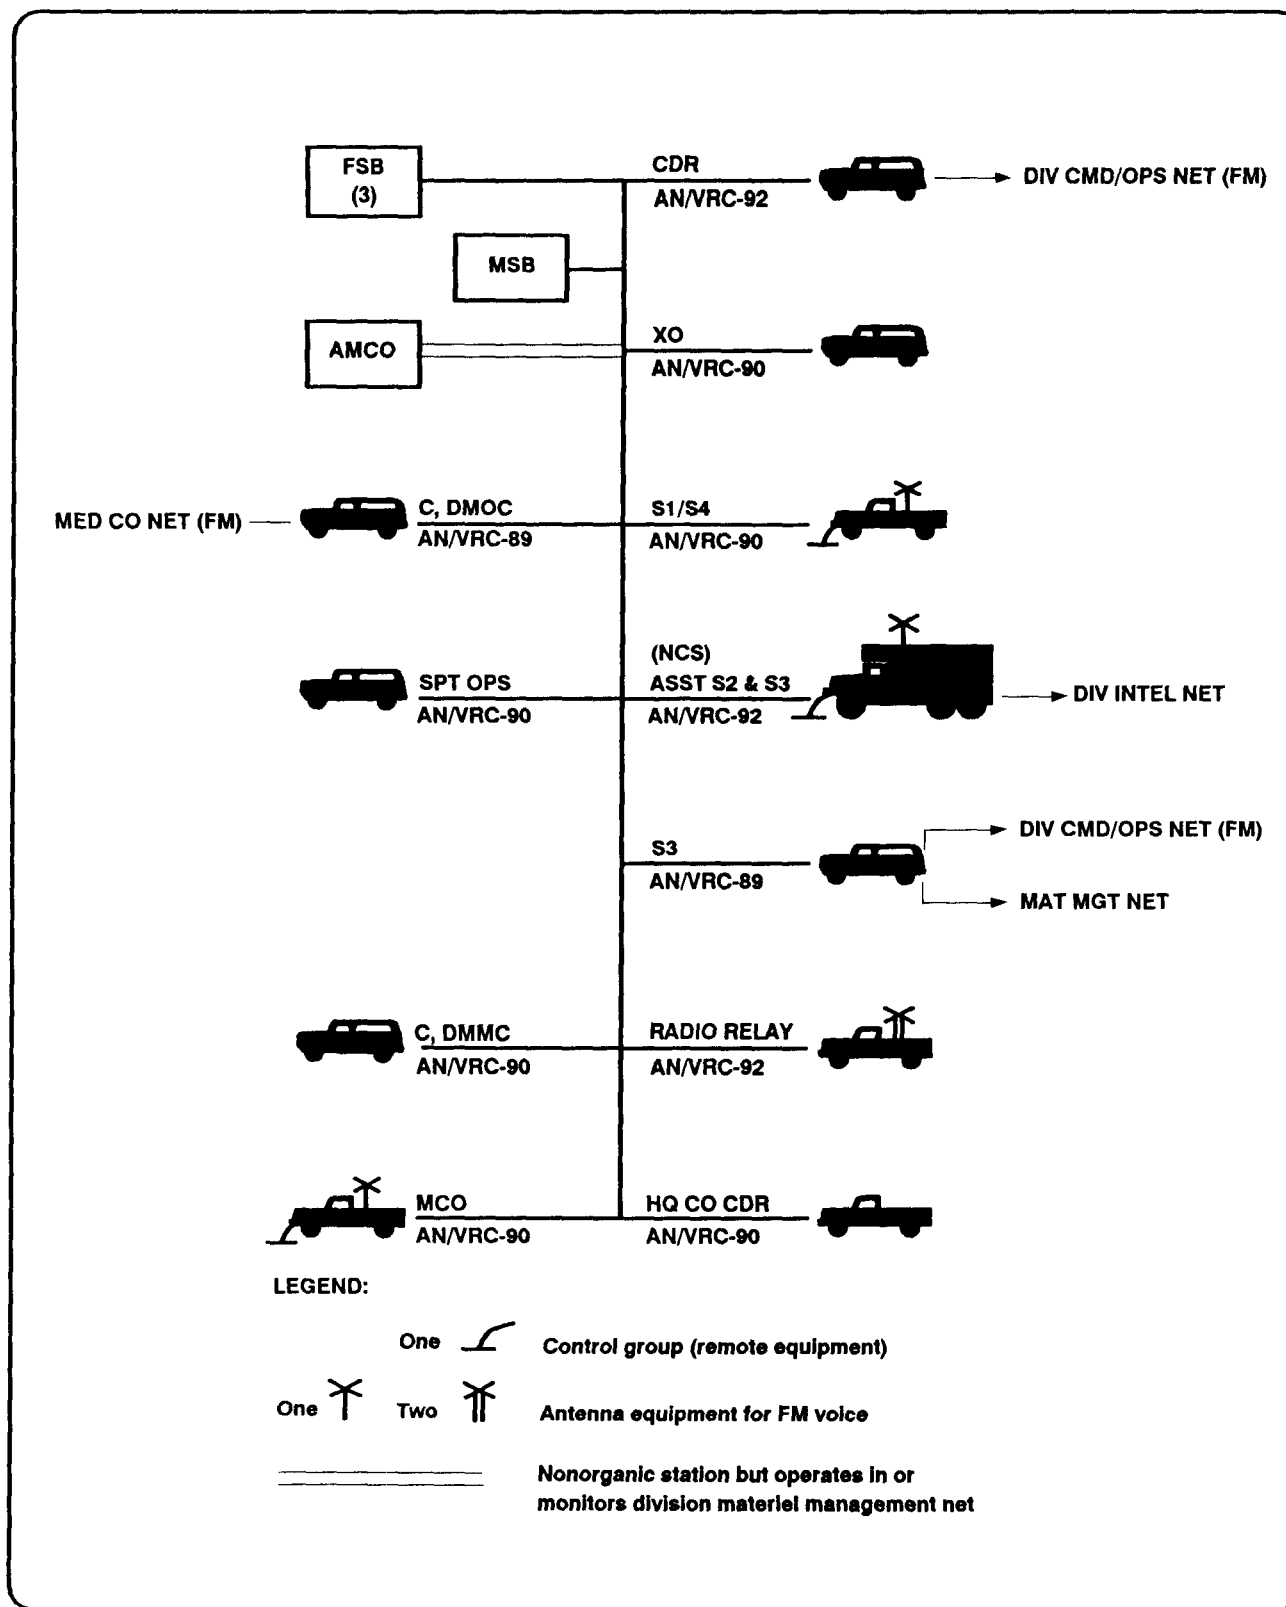 FSB
(3)
CDR
AN/VRC-92
DIV CMD/OPS NET (FM)
MSB
AMCO
XO
AN/VRC-90
MED CO NET (FM)
C, DMOC
AN/VRC-89
S1/S4
AN/VRC-90
SPT OPS
AN/VRC-90
(NCS)
ASST S2 & S3
AN/VRC-92
DIV INTEL NET
S3
AN/VRC-89
DIV CMD/OPS NET (FM)
MAT MGT NET
C, DMMC
AN/VRC-90
RADIO RELAY
AN/VRC-92
MCO
AN/VRC-90
HQ CO CDR
AN/VRC-90
LEGEND:
One Control group (remote equipment)
One Two Antenna equipment for FM voice
Nonorganic station but operates in or
monitors division materiel management net